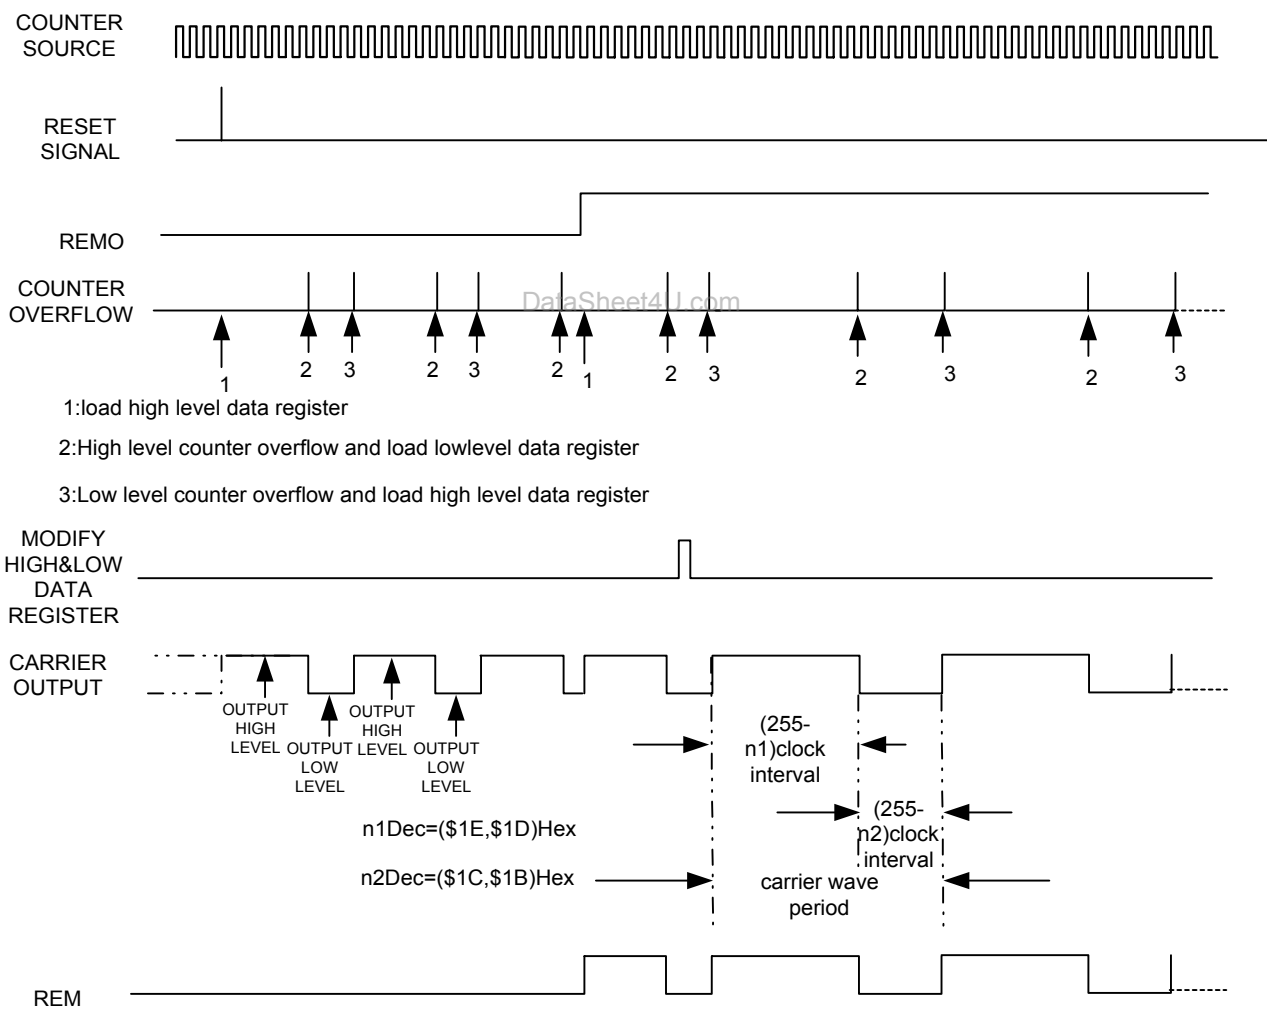 COUNTER
SOURCE
RESET
SIGNAL
REMO
COUNTER
OVERFLOW
DataSheet4U.com
1 2 3 2 3 2 1 2 3 2 3 2 3
1:load high level data register
2:High level counter overflow and load lowlevel data register
3:Low level counter overflow and load high level data register
MODIFY
HIGH&LOW
DATA
REGISTER
CARRIER
OUTPUT
OUTPUT
HIGH
LEVEL
OUTPUT
LOW
LEVEL
OUTPUT
HIGH
LEVEL
OUTPUT
LOW
LEVEL
(255-
n1)clock
interval
(255-
n2)clock
interval
n1Dec=($1E,$1D)Hex
n2Dec=($1C,$1B)Hex
carrier wave
period
REM